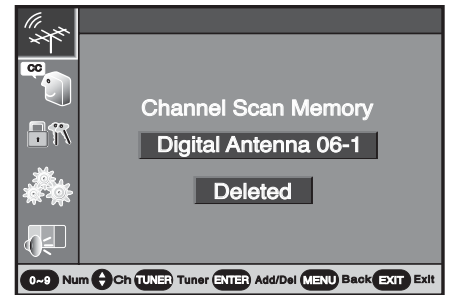 CC
Channel Scan Memory
Digital Antenna 06-1
Deleted
0~9 Num Ch TUNER Tuner ENTER Add/Del MENU Back EXIT Exit